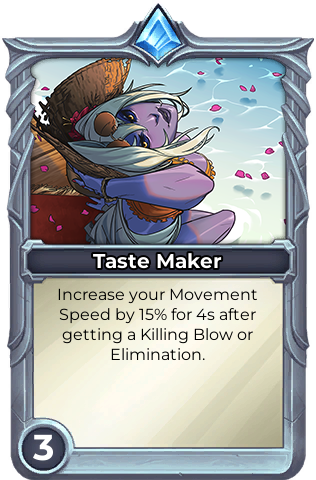 Taste Maker
Increase your Movement
Speed by 15% for 4s after
getting a Killing Blow or
Elimination.
3